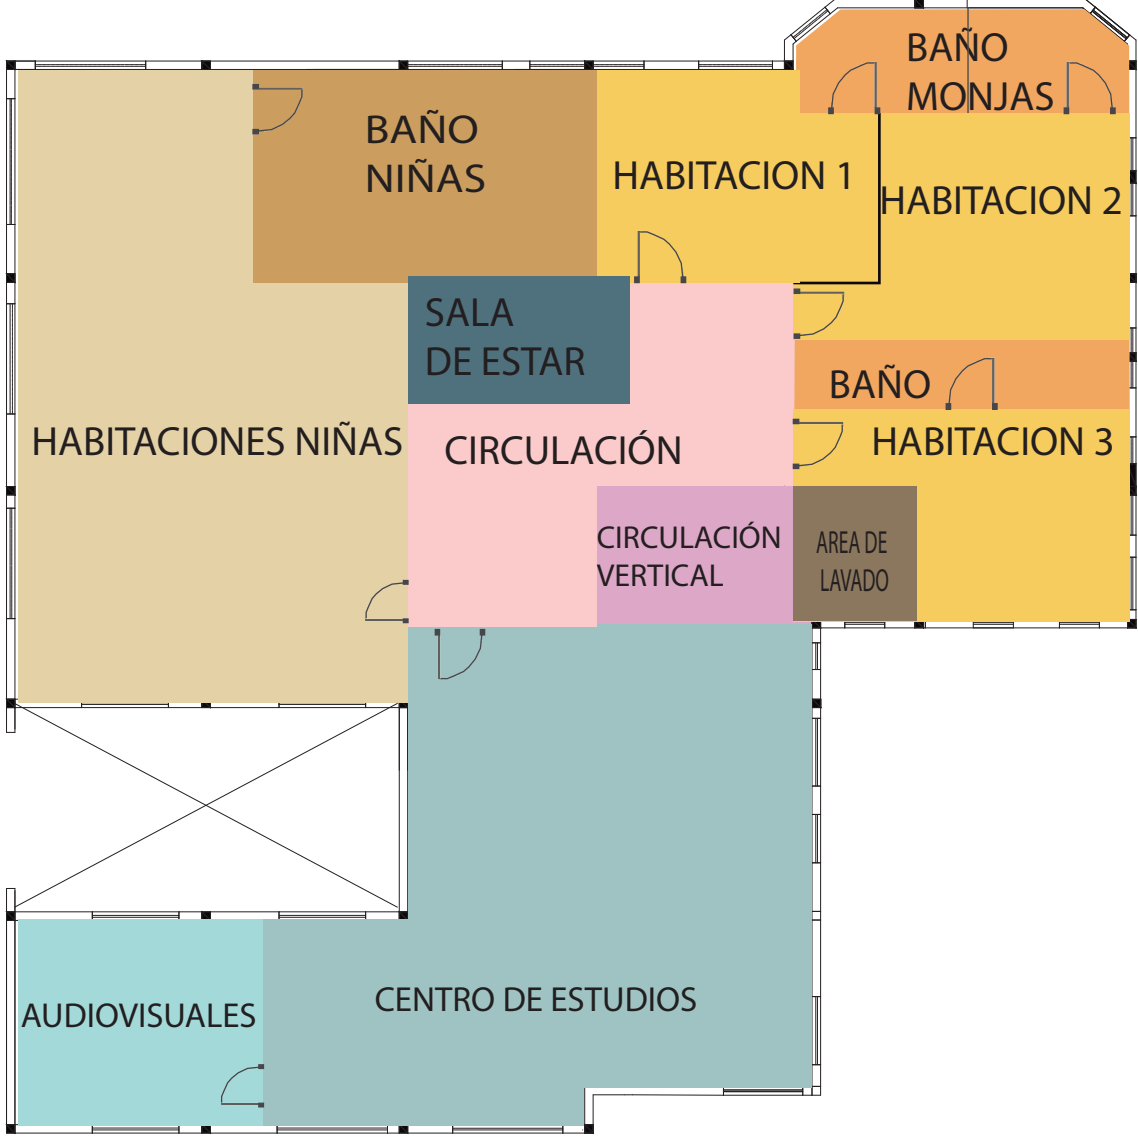 BAÑO
MONJAS
BAÑO
NIÑAS
HABITACION 1
HABITACION 2
SALA
DE ESTAR
BAÑO
HABITACIONES NIÑAS
CIRCULACIÓN
HABITACION 3
CIRCULACIÓN
VERTICAL
AREA DE
LAVADO
AUDIOVISUALES
CENTRO DE ESTUDIOS